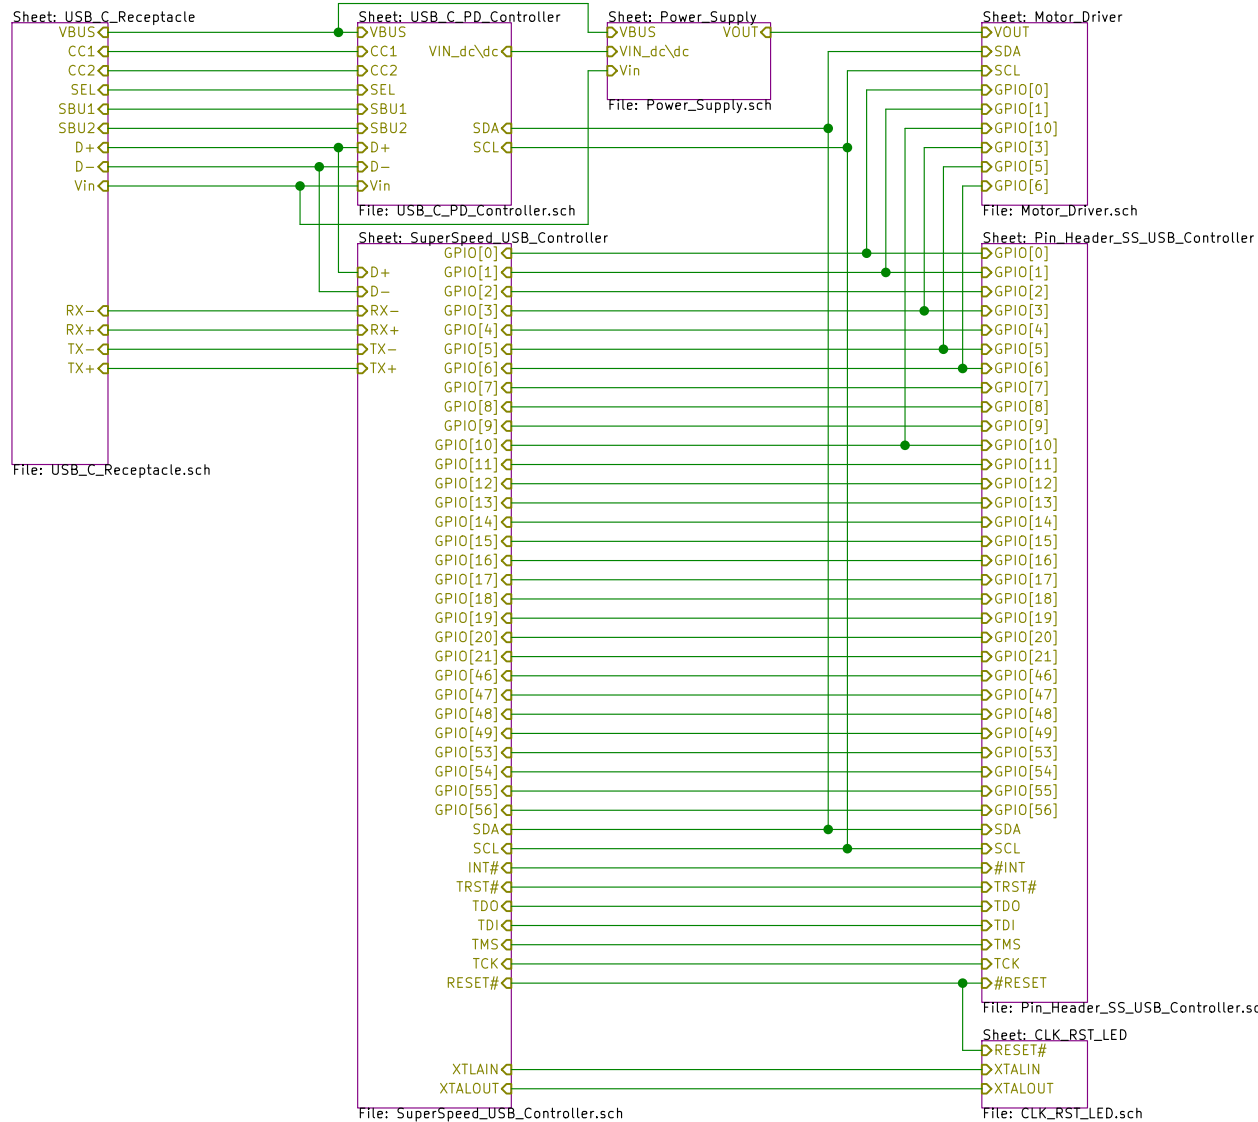 Sheet: USB_C_Receptacle
VBUS
CC1
CC2
SEL
SBU1
SBU2
D+
D-
Vin
RX-
RX+
TX-
TX+
File: USB_C_Receptacle.sch
Sheet: USB_C_PD_Controller
VBUS
CC1
CC2
SEL
SBU1
SBU2
D+
D-
Vin
VIN_dc\dc
SDA
SCL
File: USB_C_PD_Controller.sch
Sheet: Power_Supply
VBUS
VIN_dc\dc
Vin
VOUT
File: Power_Supply.sch
Sheet: Motor_Driver
VOUT
SDA
SCL
GPIO[0]
GPIO[1]
GPIO[10]
GPIO[3]
GPIO[5]
GPIO[6]
File: Motor_Driver.sch
Sheet: SuperSpeed_USB_Controller
D+
D-
RX-
RX+
TX-
TX+
GPIO[0]
GPIO[1]
GPIO[2]
GPIO[3]
GPIO[4]
GPIO[5]
GPIO[6]
GPIO[7]
GPIO[8]
GPIO[9]
GPIO[10]
GPIO[11]
GPIO[12]
GPIO[13]
GPIO[14]
GPIO[15]
GPIO[16]
GPIO[17]
GPIO[18]
GPIO[19]
GPIO[20]
GPIO[21]
GPIO[46]
GPIO[47]
GPIO[48]
GPIO[49]
GPIO[53]
GPIO[54]
GPIO[55]
GPIO[56]
SDA
SCL
INT#
TRST#
TDO
TDI
TMS
TCK
RESET#
XTLAIN
XTALOUT
File: SuperSpeed_USB_Controller.sch
Sheet: Pin_Header_SS_USB_Controller
GPIO[0]
GPIO[1]
GPIO[2]
GPIO[3]
GPIO[4]
GPIO[5]
GPIO[6]
GPIO[7]
GPIO[8]
GPIO[9]
GPIO[10]
GPIO[11]
GPIO[12]
GPIO[13]
GPIO[14]
GPIO[15]
GPIO[16]
GPIO[17]
GPIO[18]
GPIO[19]
GPIO[20]
GPIO[21]
GPIO[46]
GPIO[47]
GPIO[48]
GPIO[49]
GPIO[53]
GPIO[54]
GPIO[55]
GPIO[56]
SDA
SCL
#INT
TRST#
TDO
TDI
TMS
TCK
#RESET
File: Pin_Header_SS_USB_Controller.sc
Sheet: CLK_RST_LED
RESET#
XTALIN
XTALOUT
File: CLK_RST_LED.sch